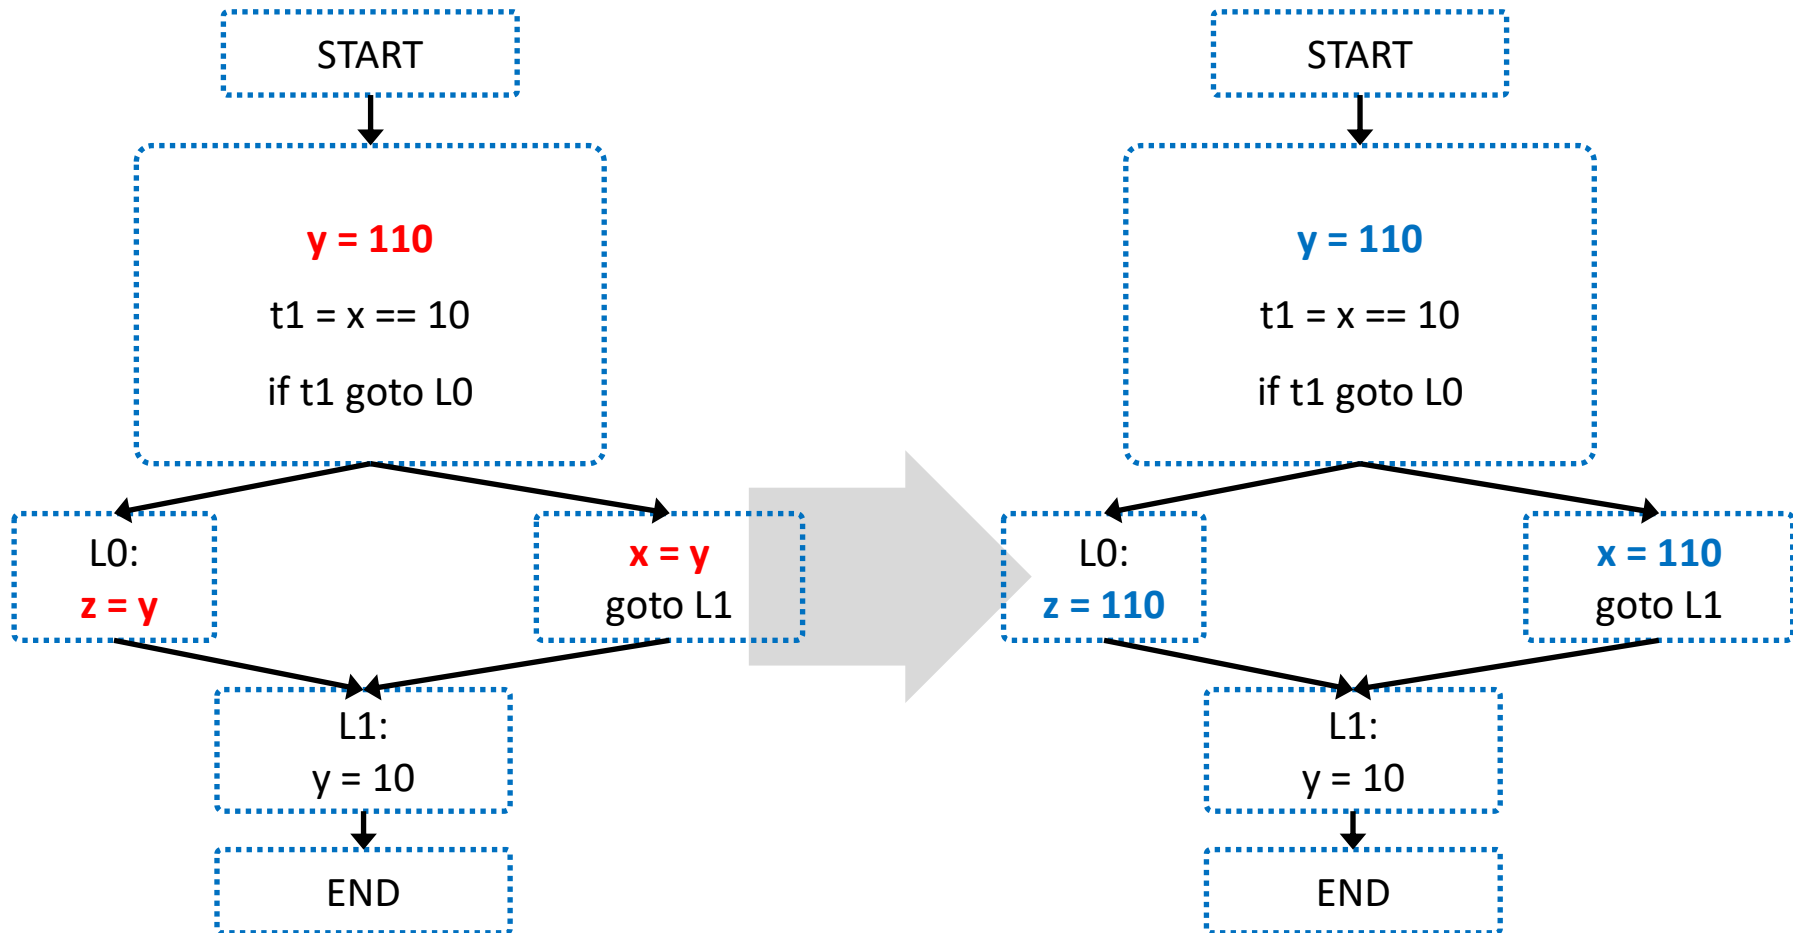 START
y = 110
t1 = x == 10
if t1 goto L0
L0:
z = y
x = y
goto L1
L1:
y = 10
END
START
y = 110
t1 = x == 10
if t1 goto L0
L0:
z = 110
x = 110
goto L1
L1:
y = 10
END